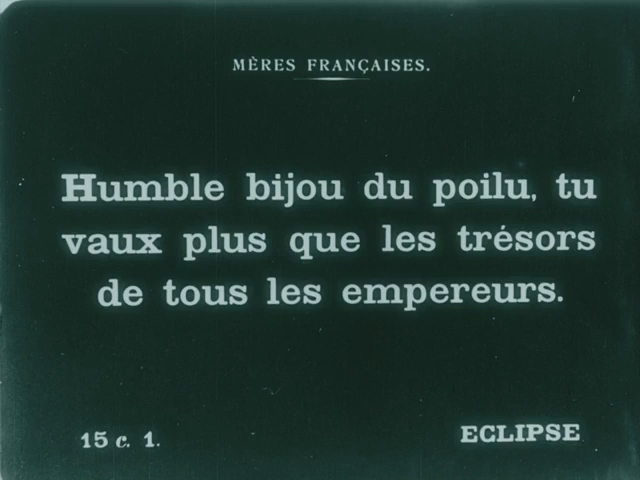 MÈRES FRANÇAISES.
Humble bijou du poilu, tu
vaux plus que les trésors
de tous les empereurs.
15 c. 1.
ECLIPSE